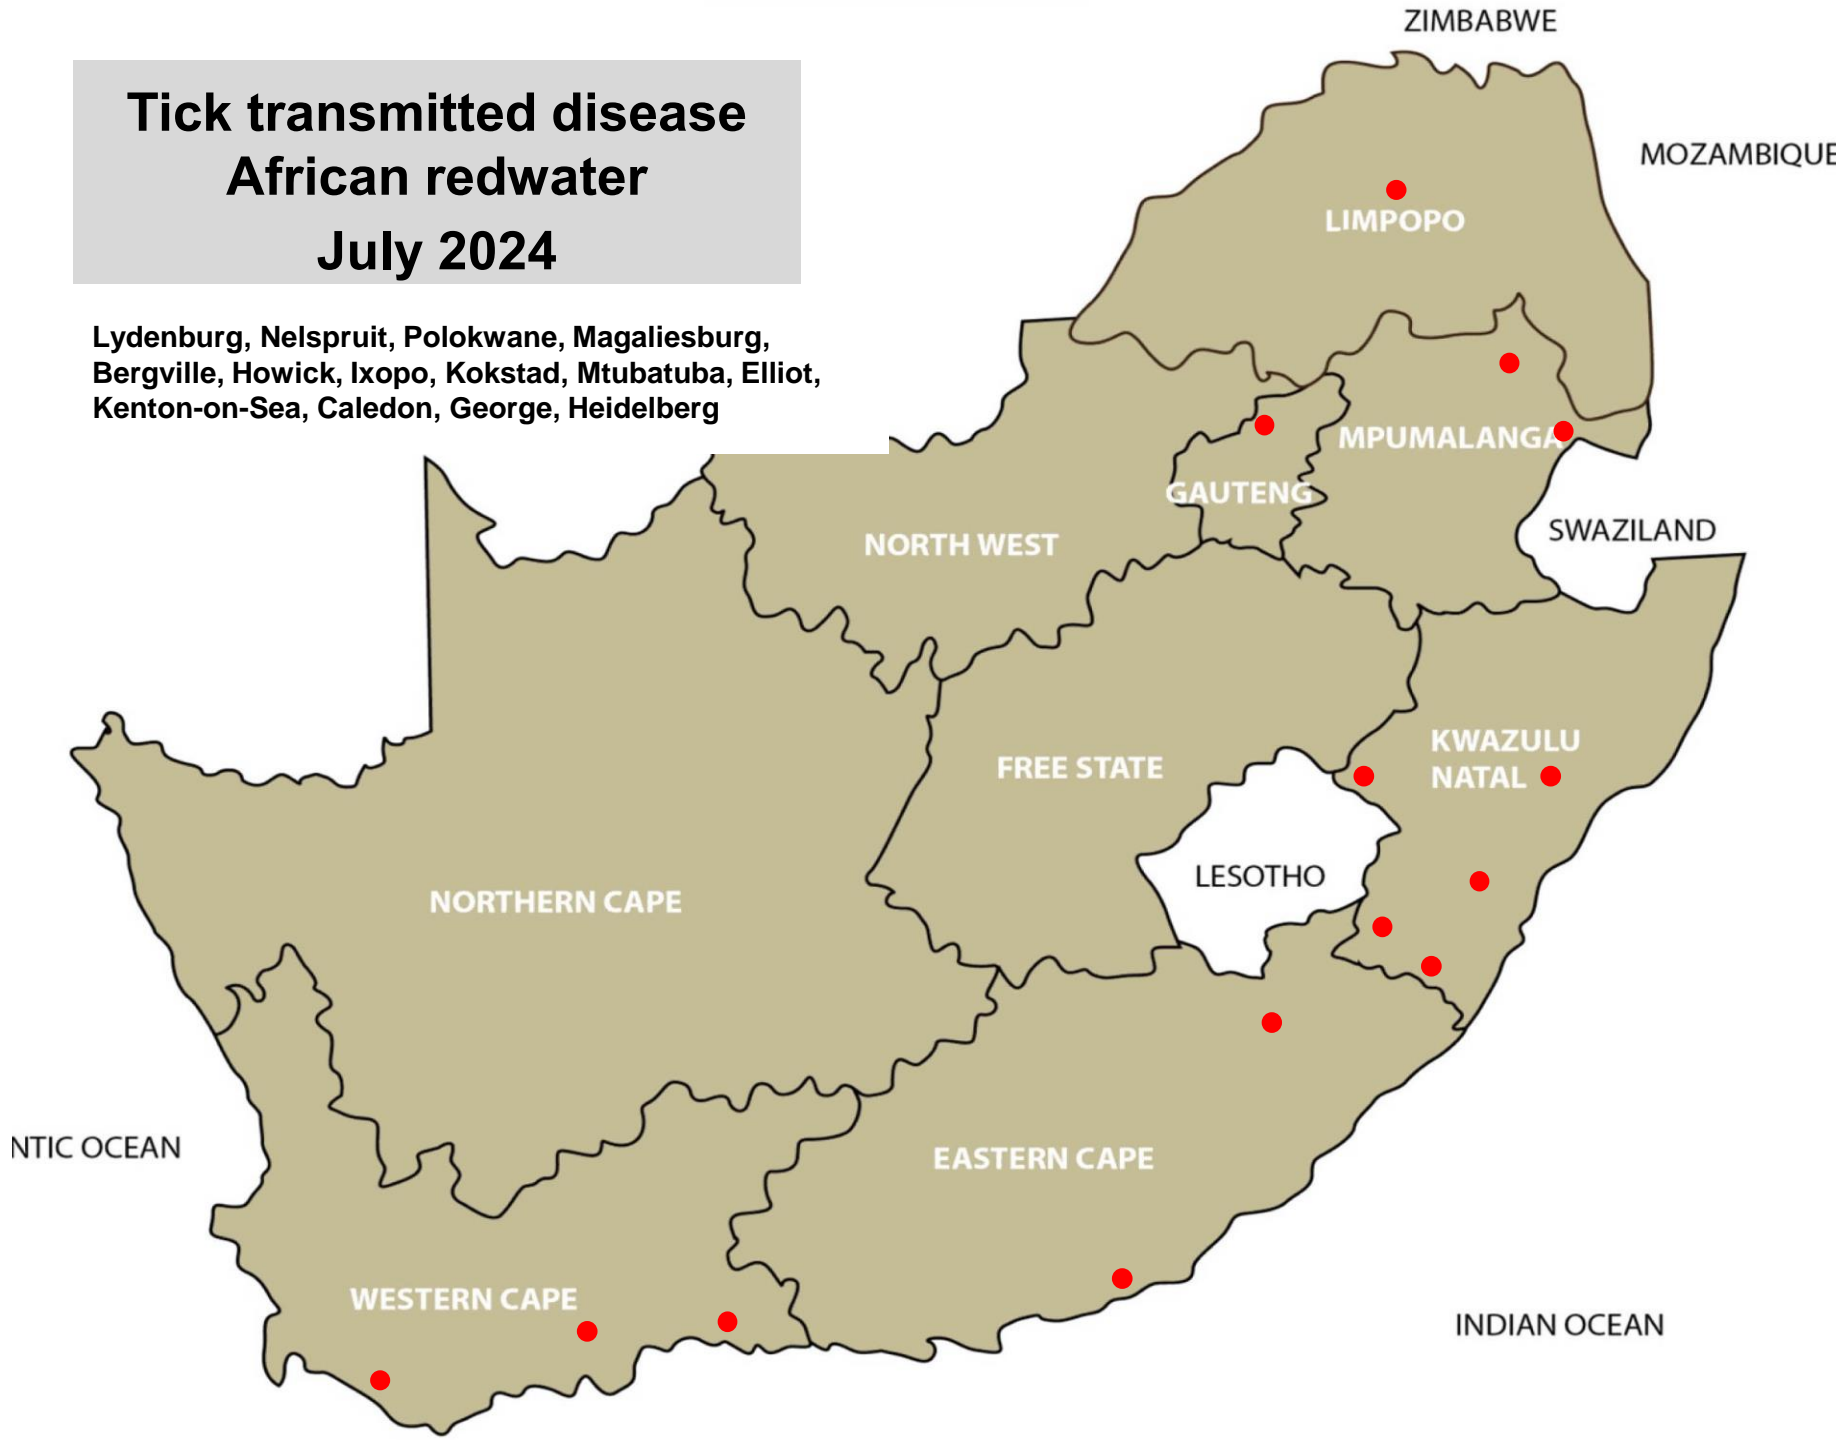 ZIMBABWE
Tick transmitted disease
African redwater
July 2024
MOZAMBIQUE
LIMPOPO
Lydenburg, Nelspruit, Polokwane, Magaliesburg,
Bergville, Howick, Ixopo, Kokstad, Mtubatuba, Elliot,
Kenton-on-Sea, Caledon, George, Heidelberg
MPUMALANGA
GAUTENG
NORTH WEST
SWAZILAND
KWAZULU
NATAL
FREE STATE
LESOTHO
NORTHERN CAPE
NTIC OCEAN
EASTERN CAPE
WESTERN CAPE
INDIAN OCEAN